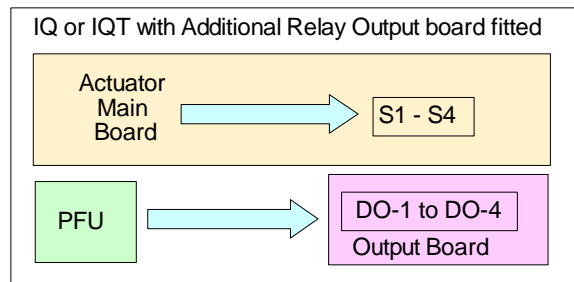 IQ or IQT with Additional Relay Output board fitted
Actuator
Main
Board
S1 - S4
PFU
DO-1 to DO-4
Output Board